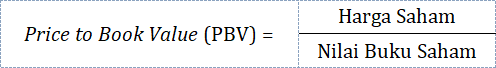 Price to Book Value (PBV) =
Harga Saham
Nilai Buku Saham